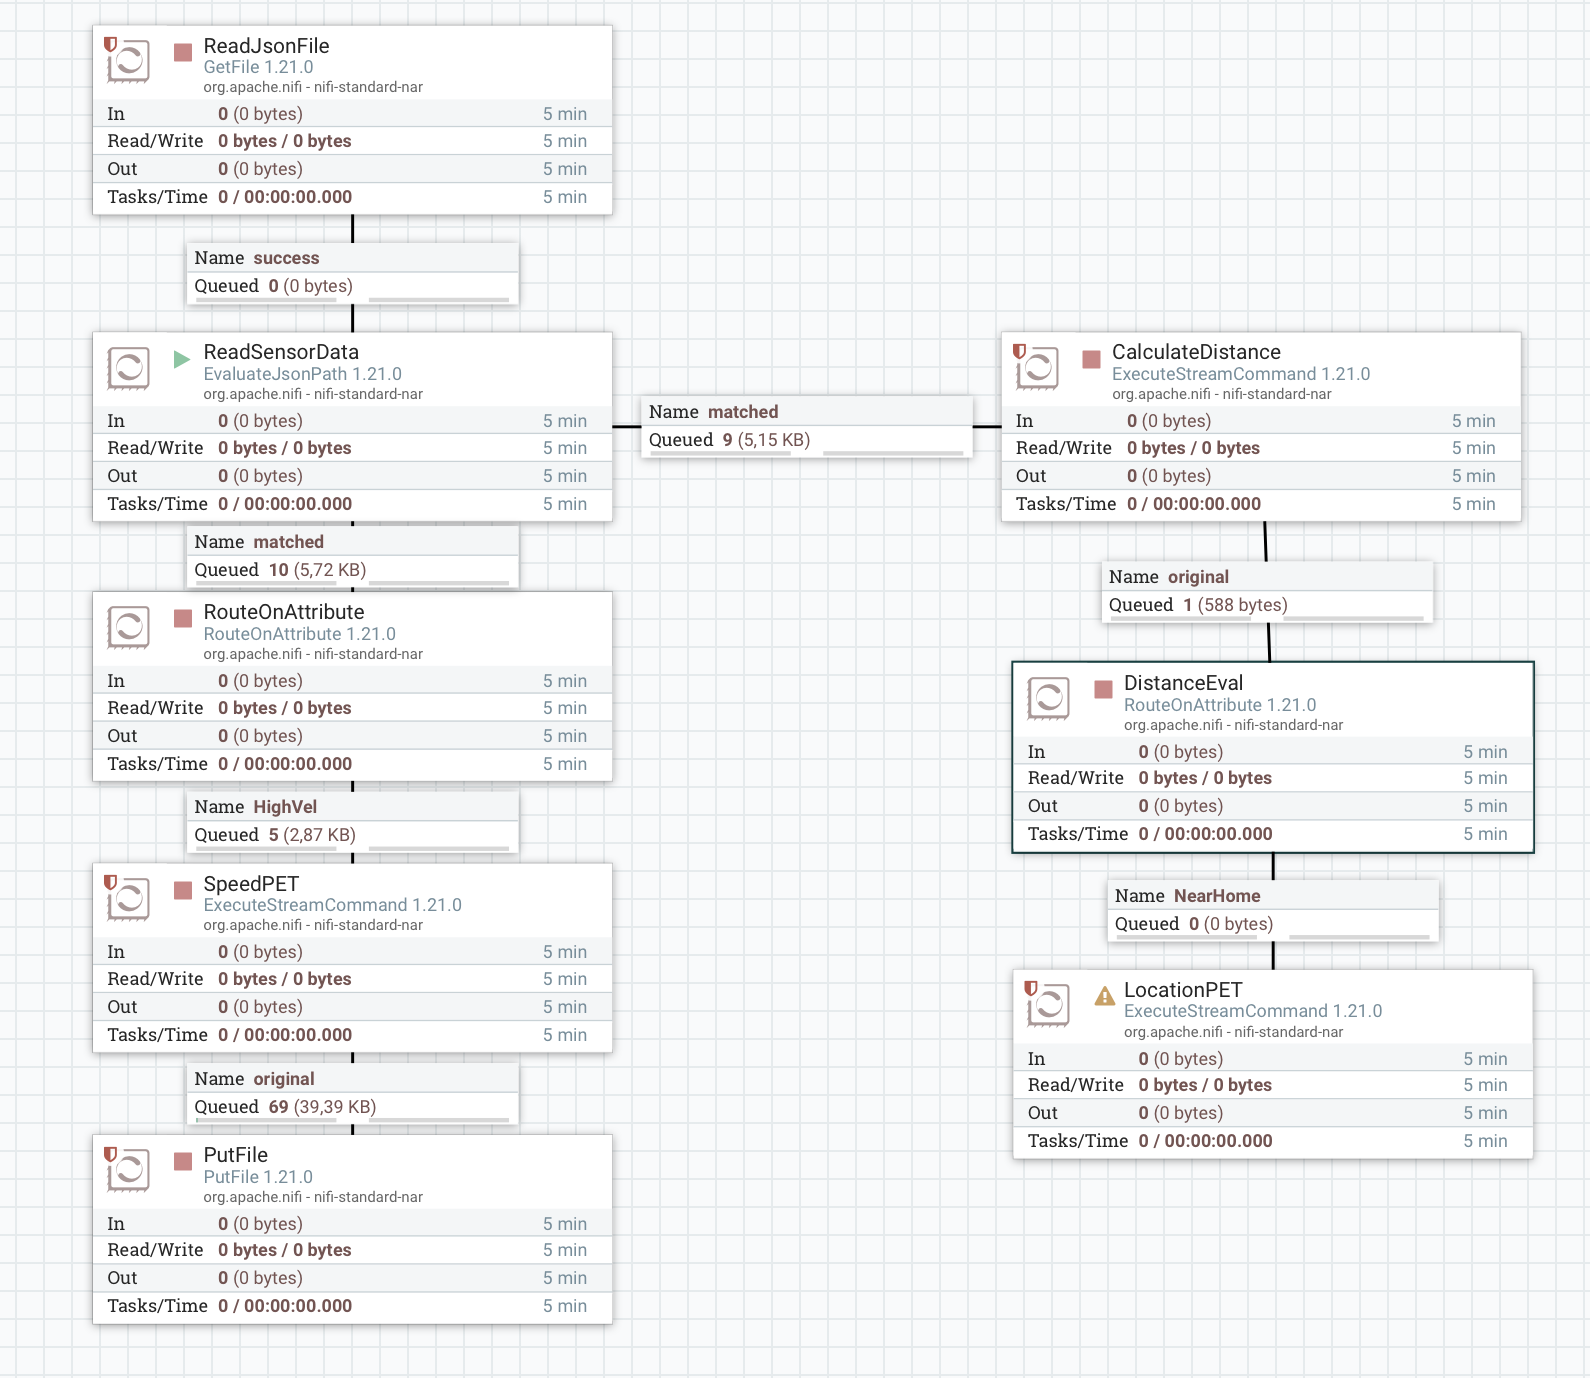 ReadJsonFile
GetFile 1.21.0
org.apache.nifi - nifi-standard-nar
In 0 (0 bytes) 5 min
Read/Write 0 bytes / 0 bytes 5 min
Out 0 (0 bytes) 5 min
Tasks/Time 0 / 00:00:00.000 5 min
Name success
Queued 0 (0 bytes)
ReadSensorData
EvaluateJsonPath 1.21.0
org.apache.nifi - nifi-standard-nar
In 0 (0 bytes) 5 min
Read/Write 0 bytes / 0 bytes 5 min
Out 0 (0 bytes) 5 min
Tasks/Time 0 / 00:00:00.000 5 min
Name matched
Queued 10 (5,72 KB)
RouteOnAttribute
RouteOnAttribute 1.21.0
org.apache.nifi - nifi-standard-nar
In 0 (0 bytes) 5 min
Read/Write 0 bytes / 0 bytes 5 min
Out 0 (0 bytes) 5 min
Tasks/Time 0 / 00:00:00.000 5 min
Name HighVel
Queued 5 (2,87 KB)
SpeedPET
ExecuteStreamCommand 1.21.0
org.apache.nifi - nifi-standard-nar
In 0 (0 bytes) 5 min
Read/Write 0 bytes / 0 bytes 5 min
Out 0 (0 bytes) 5 min
Tasks/Time 0 / 00:00:00.000 5 min
Name original
Queued 69 (39,39 KB)
PutFile
PutFile 1.21.0
org.apache.nifi - nifi-standard-nar
In 0 (0 bytes) 5 min
Read/Write 0 bytes / 0 bytes 5 min
Out 0 (0 bytes) 5 min
Tasks/Time 0 / 00:00:00.000 5 min
Name matched
Queued 9 (5,15 KB)
CalculateDistance
ExecuteStreamCommand 1.21.0
org.apache.nifi - nifi-standard-nar
In 0 (0 bytes) 5 min
Read/Write 0 bytes / 0 bytes 5 min
Out 0 (0 bytes) 5 min
Tasks/Time 0 / 00:00:00.000 5 min
Name original
Queued 1 (588 bytes)
DistanceEval
RouteOnAttribute 1.21.0
org.apache.nifi - nifi-standard-nar
In 0 (0 bytes) 5 min
Read/Write 0 bytes / 0 bytes 5 min
Out 0 (0 bytes) 5 min
Tasks/Time 0 / 00:00:00.000 5 min
Name NearHome
Queued 0 (0 bytes)
LocationPET
ExecuteStreamCommand 1.21.0
org.apache.nifi - nifi-standard-nar
In 0 (0 bytes) 5 min
Read/Write 0 bytes / 0 bytes 5 min
Out 0 (0 bytes) 5 min
Tasks/Time 0 / 00:00:00.000 5 min